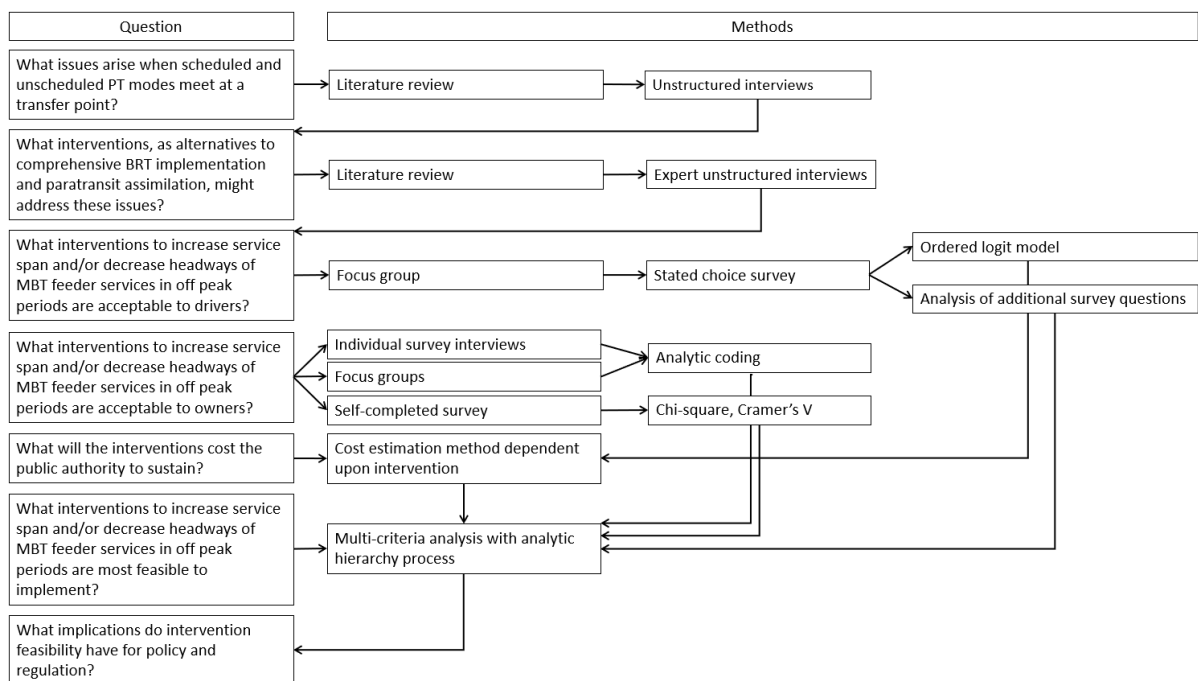 Question
Methods
What issues arise when scheduled and
unscheduled PT modes meet at a
transfer point?
Literature review
Unstructured interviews
What interventions, as alternatives to
comprehensive BRT implementation
and paratransit assimilation, might
address these issues?
Literature review
Expert unstructured interviews
What interventions to increase service
span and/or decrease headways of
MBT feeder services in off peak
periods are acceptable to drivers?
Focus group
Stated choice survey
Ordered logit model
Analysis of additional survey questions
What interventions to increase service
span and/or decrease headways of
MBT feeder services in off peak
periods are acceptable to owners?
Individual survey interviews
Focus groups
Self-completed survey
Analytic coding
Chi-square, Cramer's V
What will the interventions cost the
public authority to sustain?
Cost estimation method dependent
upon intervention
What interventions to increase service
span and/or decrease headways of
MBT feeder services in off peak
periods are most feasible to
implement?
Multi-criteria analysis with analytic
hierarchy process
What implications do intervention
feasibility have for policy and
regulation?